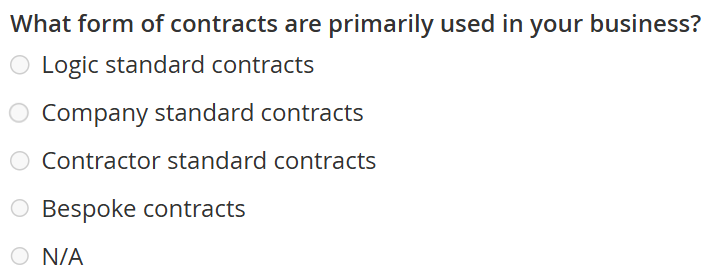 What form of contracts are primarily used in your business?
Logic standard contracts
Company standard contracts
Contractor standard contracts
Bespoke contracts
N/A